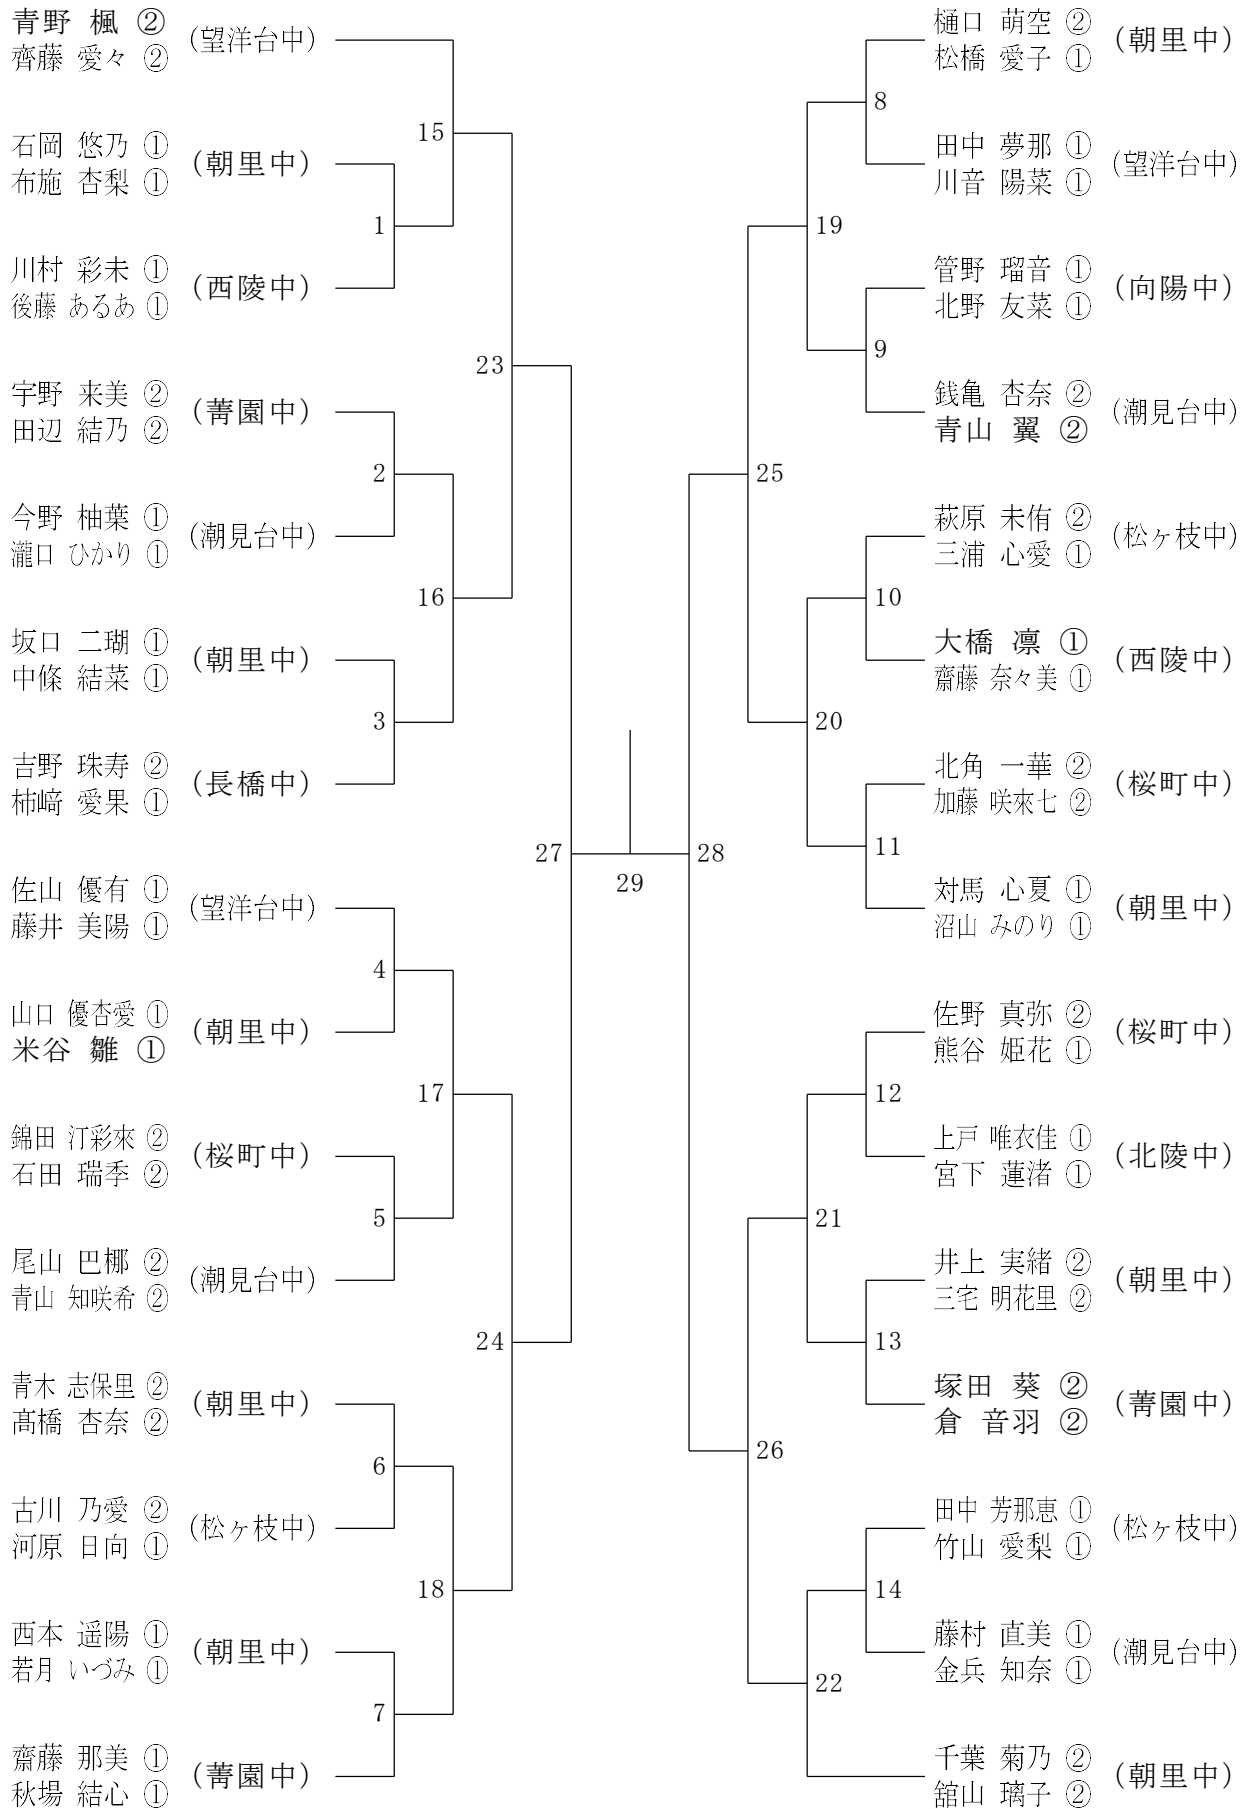 青野 楓 ②
齊藤 愛々 ②
(望洋台中)
石岡 悠乃 ①
布施 杏梨 ①
(朝里中)
川村 彩未 ①
後藤 あるあ ①
(西陵中)
宇野 来美 ②
田辺 結乃 ②
(菁園中)
今野 柚葉 ①
瀧口 ひかり ①
(潮見台中)
坂口 二瑚 ①
中條 結菜 ①
(朝里中)
吉野 珠寿 ②
柿﨑 愛果 ①
(長橋中)
佐山 優有 ①
藤井 美陽 ①
(望洋台中)
山口 優杏愛 ①
米谷 雛 ①
(朝里中)
錦田 汀彩來 ②
石田 瑞季 ②
(桜町中)
尾山 巴梛 ②
青山 知咲希 ②
(潮見台中)
青木 志保里 ②
髙橋 杏奈 ②
(朝里中)
古川 乃愛 ②
河原 日向 ①
(松ヶ枝中)
西本 遥陽 ①
若月 いづみ ①
(朝里中)
齋藤 那美 ①
秋場 結心 ①
(菁園中)
1
2
3
4
5
6
7
15
16
17
18
23
24
27
29
28
25
26
19
20
21
22
8
9
10
11
12
13
14
樋口 萌空 ②
松橋 愛子 ①
(朝里中)
田中 夢那 ①
川音 陽菜 ①
(望洋台中)
管野 瑠音 ①
北野 友菜 ①
(向陽中)
銭亀 杏奈 ②
青山 翼 ②
(潮見台中)
萩原 未侑 ②
三浦 心愛 ①
(松ヶ枝中)
大橋 凛 ①
齋藤 奈々美 ①
(西陵中)
北角 一華 ②
加藤 咲來七 ②
(桜町中)
対馬 心夏 ①
沼山 みのり ①
(朝里中)
佐野 真弥 ②
熊谷 姫花 ①
(桜町中)
上戸 唯衣佳 ①
宮下 蓮渚 ①
(北陵中)
井上 実緒 ②
三宅 明花里 ②
(朝里中)
塚田 葵 ②
倉 音羽 ②
(菁園中)
田中 芳那恵 ①
竹山 愛梨 ①
(松ヶ枝中)
藤村 直美 ①
金兵 知奈 ①
(潮見台中)
千葉 菊乃 ②
舘山 璃子 ②
(朝里中)